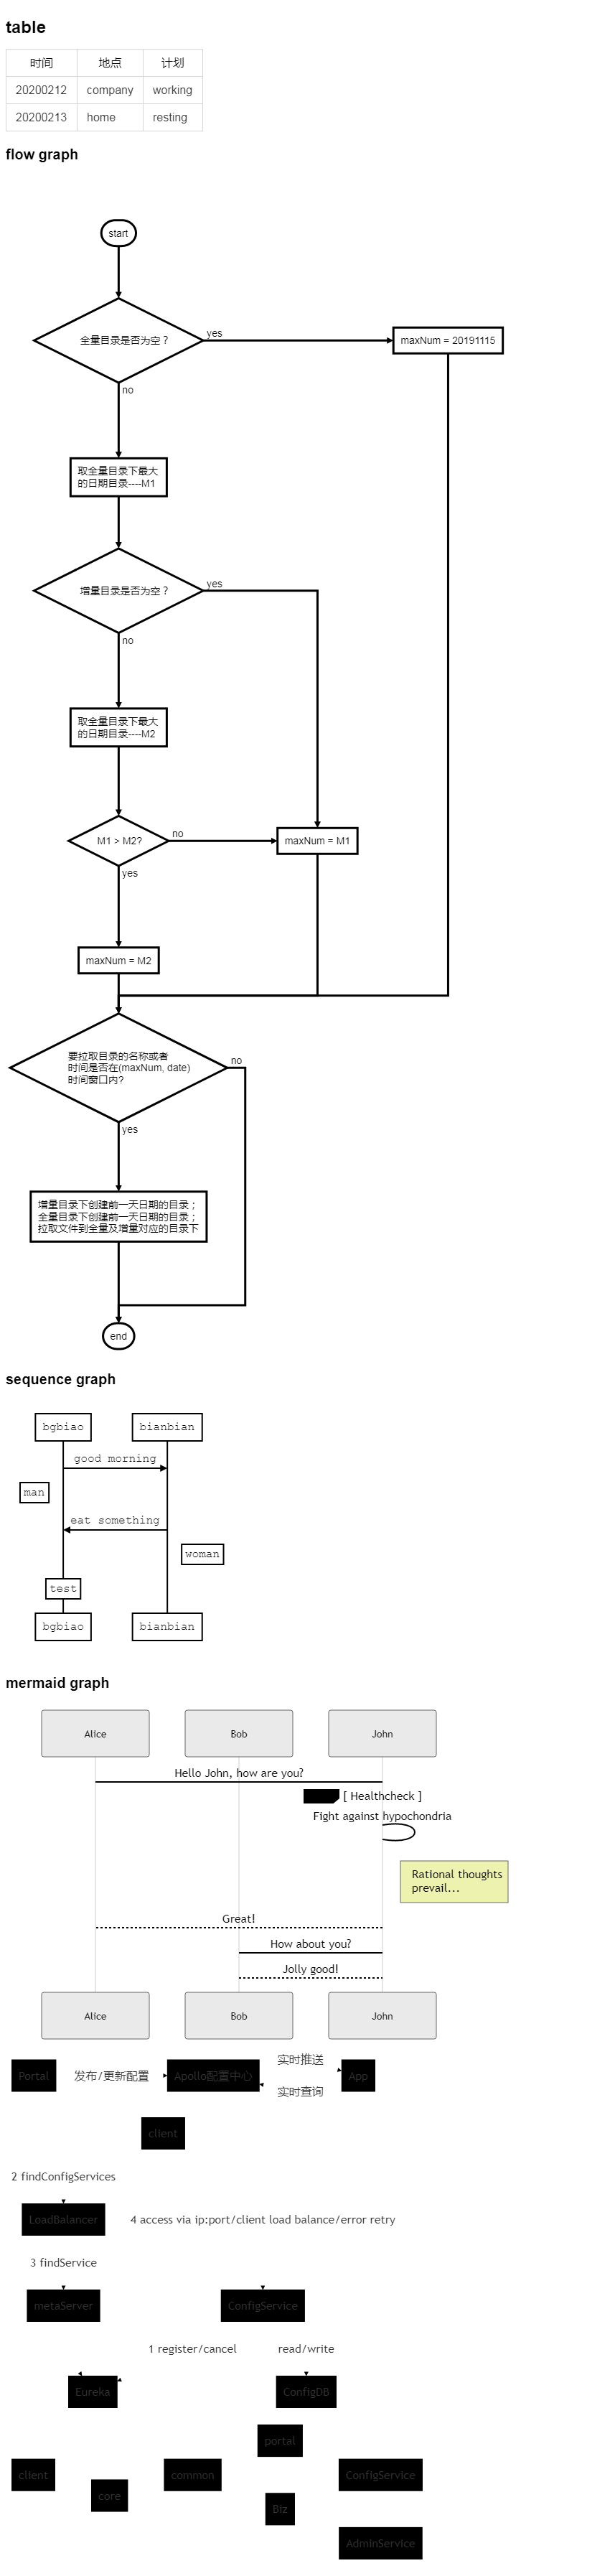 table
时间 地点 计划
20200212 company working
20200213 home resting
flow graph
start
全量目录是否为空？
yes
maxNum = 20191115
no
取全量目录下最大
的日期目录----M1
增量目录是否为空？
yes
no
取全量目录下最大
的日期目录----M2
M1 > M2?
no
maxNum = M1
yes
maxNum = M2
要拉取目录的名称或者
时间是否在(maxNum, date)
时间窗口内?
no
yes
增量目录下创建前一天日期的目录；
全量目录下创建前一天日期的目录；
拉取文件到全量及增量对应的目录下
end
sequence graph
bgbiao bianbian
good morning
man
eat something
woman
test
bgbiao bianbian
mermaid graph
Alice Bob John
Hello John, how are you?
[ Healthcheck ]
Fight against hypochondria
Rational thoughts
prevail...
Great!
How about you?
Jolly good!
Alice Bob John
实时推送
Portal 发布/更新配置 Apollo配置中心 App
实时查询
client
2 findConfigServices
LoadBalancer 4 access via ip:port/client load balance/error retry
3 findService
metaServer ConfigService
1 register/cancel read/write
Eureka ConfigDB
portal
client common ConfigService
core
Biz
AdminService